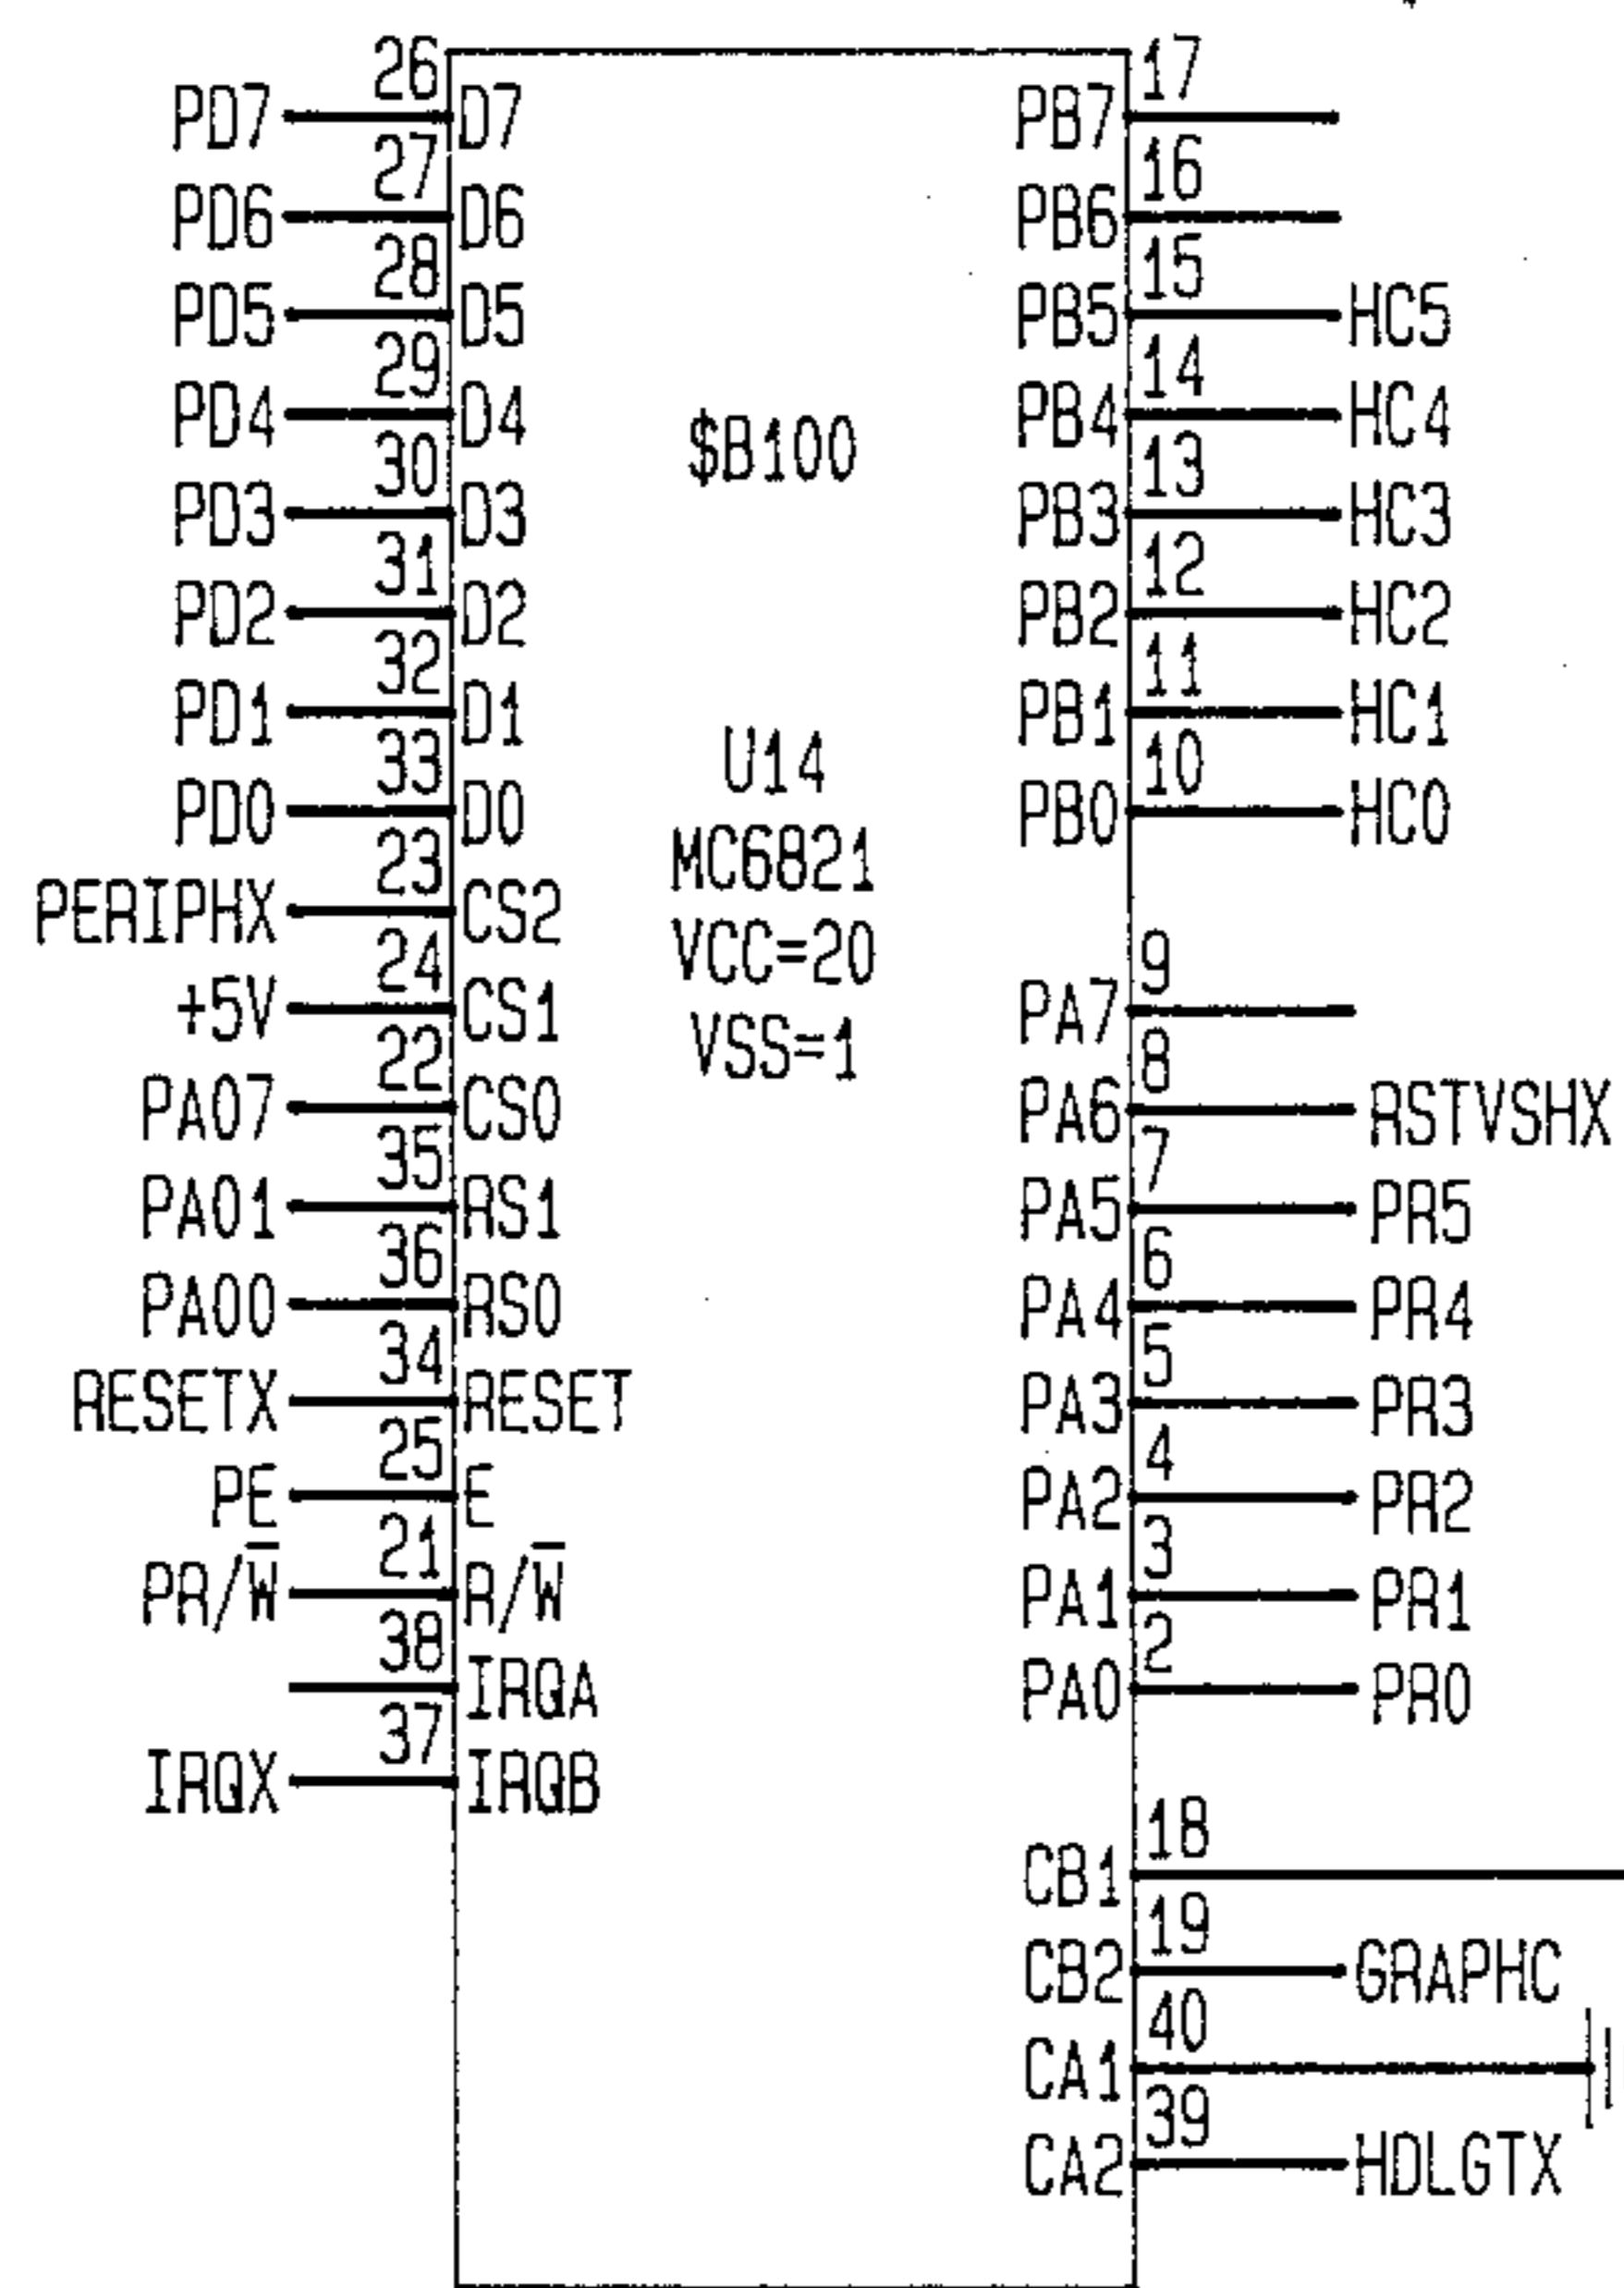 26 17
PD7 D7 PB7
27 16
PD6 D6 PB6
28 15
PD5 D5 PB5 HC5
29 14
PD4 D4 $B100 PB4 HC4
30 13
PD3 D3 PB3 HC3
31 12
PD2 D2 PB2 HC2
32 11
PD1 D1 PB1 HC1
33 U14 10
PD0 D0 PB0 HC0
23 MC6821
PERIPHX CS2
24 VCC=20 9
+5V CS1 PA7
22 VSS=1 8
PA07 CS0 PA6 RSTVSHX
35 7
PA01 RS1 PA5 PR5
36 6
PA00 RS0 PA4 PR4
34 5
RESETX RESET PA3 PR3
25 4
PE E PA2 PR2
21 3
PR/W̅ R/W̅ PA1 PR1
38 2
IRQA PA0 PR0
37
IRQX IRQB
18
CB1
19
CB2 GRAPHC
40
CA1
39
CA2 HDLGTX